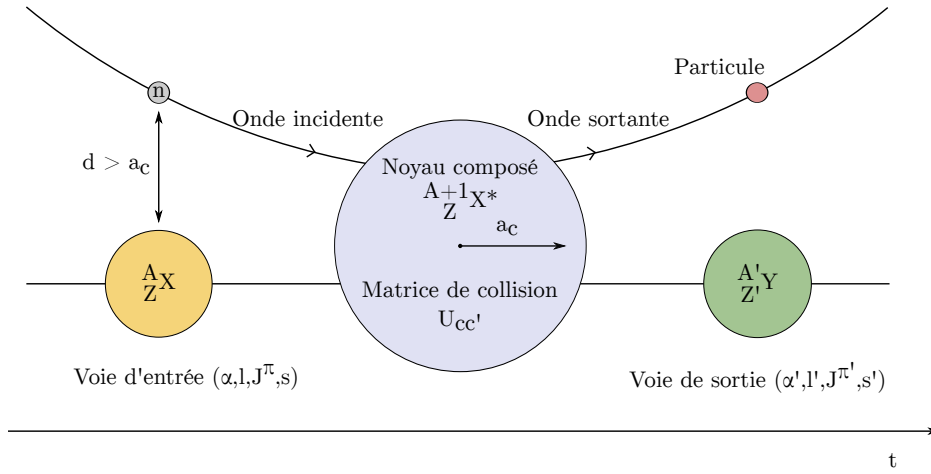 Particule
n
Onde incidente
Onde sortante
d > ac
Noyau composé
A+1
Z X*
ac
A
Z X
Matrice de collision
Ucc'
A'
Z' Y
Voie d'entrée (α,l,Jπ,s)
Voie de sortie (α',l',Jπ',s')
t